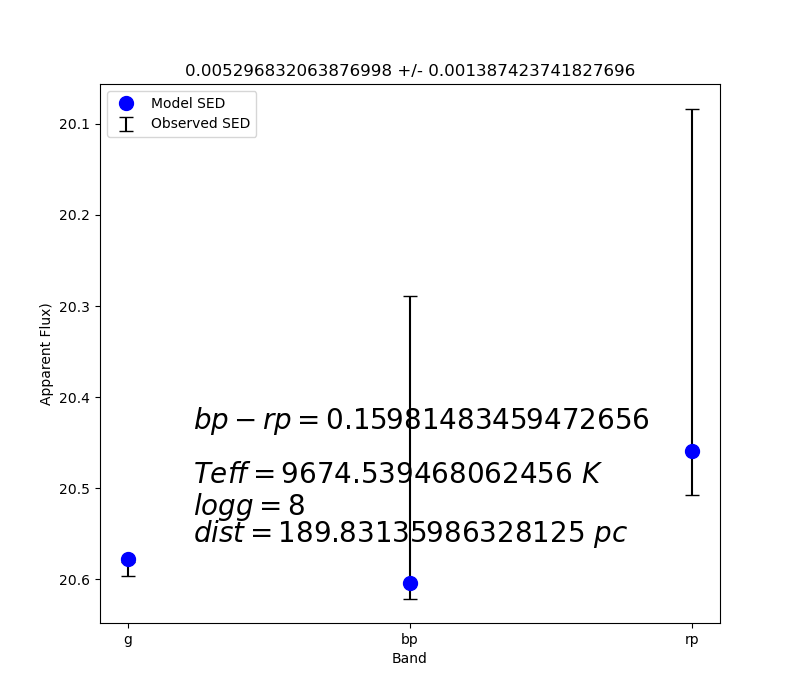 0.005296832063876998 +/- 0.001387423741827696
Model SED
Observed SED
20.1
20.2
20.3
20.4
20.5
20.6
Apparent Flux)
bp − rp = 0.15981483459472656
Teff = 9674.539468062456 K
logg = 8
dist = 189.83135986328125 pc
g bp rp
Band